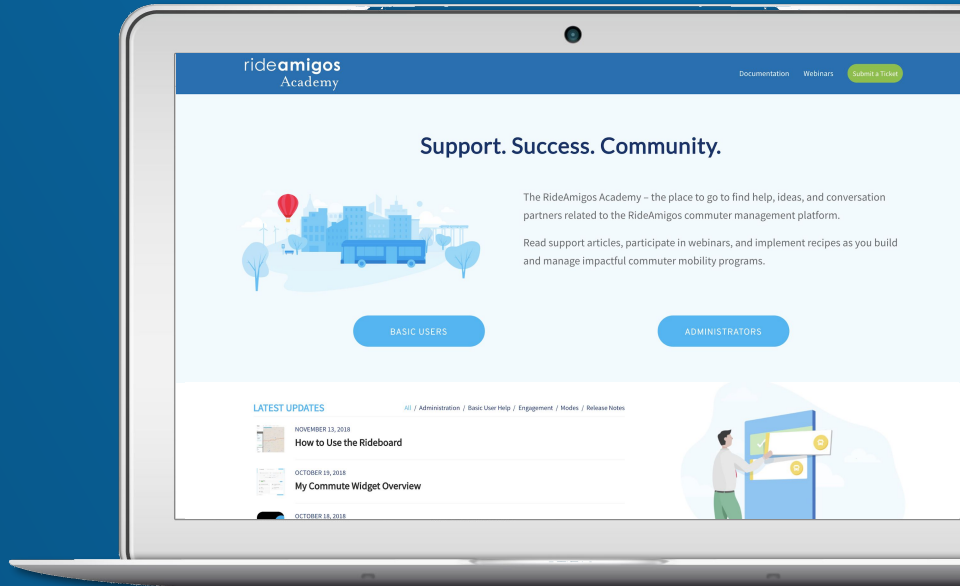 rideamigos
Academy
Documentation Webinars Submit a Ticket
Support. Success. Community.
The RideAmigos Academy – the place to go to find help, ideas, and conversation
partners related to the RideAmigos commuter management platform.
Read support articles, participate in webinars, and implement recipes as you build
and manage impactful commuter mobility programs.
BASIC USERS ADMINISTRATORS
LATEST UPDATES All / Administration / Basic User Help / Engagement / Modes / Release Notes
NOVEMBER 13, 2018
How to Use the Rideboard
OCTOBER 19, 2018
My Commute Widget Overview
OCTOBER 18, 2018